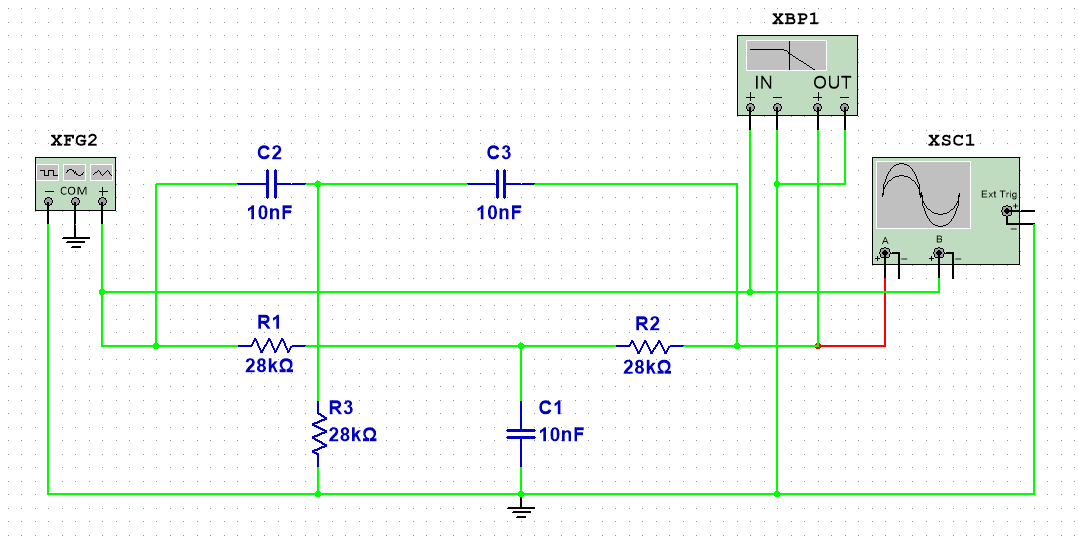 XBP1
IN OUT
+ − + −
XFG2
− COM +
C2
10nF
C3
10nF
XSC1
Ext Trig
+
−
A B
+ − + −
R1
28kΩ
R2
28kΩ
R3
28kΩ
C1
10nF